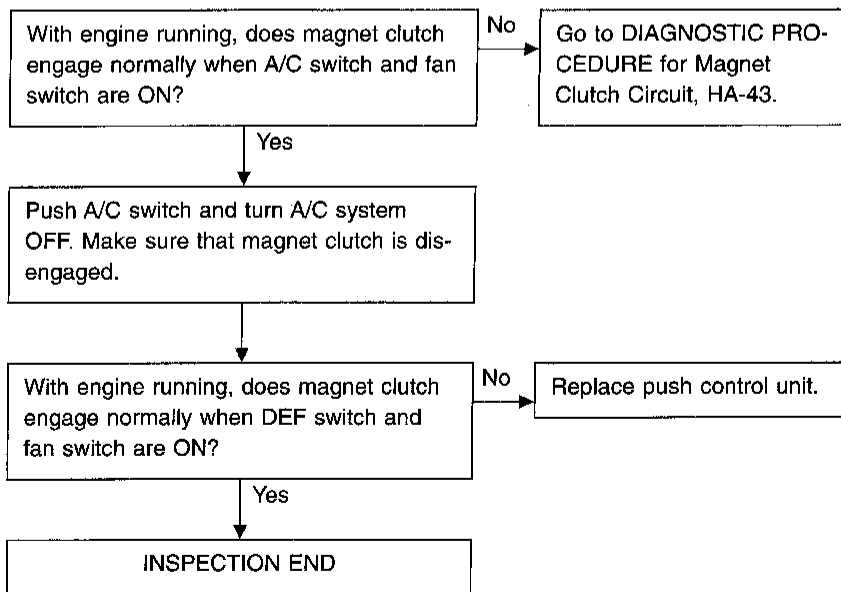 With engine running, does magnet clutch
engage normally when A/C switch and fan
switch are ON?
No
Go to DIAGNOSTIC PRO-
CEDURE for Magnet
Clutch Circuit, HA-43.
Yes
Push A/C switch and turn A/C system
OFF. Make sure that magnet clutch is dis-
engaged.
With engine running, does magnet clutch
engage normally when DEF switch and
fan switch are ON?
No
Replace push control unit.
Yes
INSPECTION END